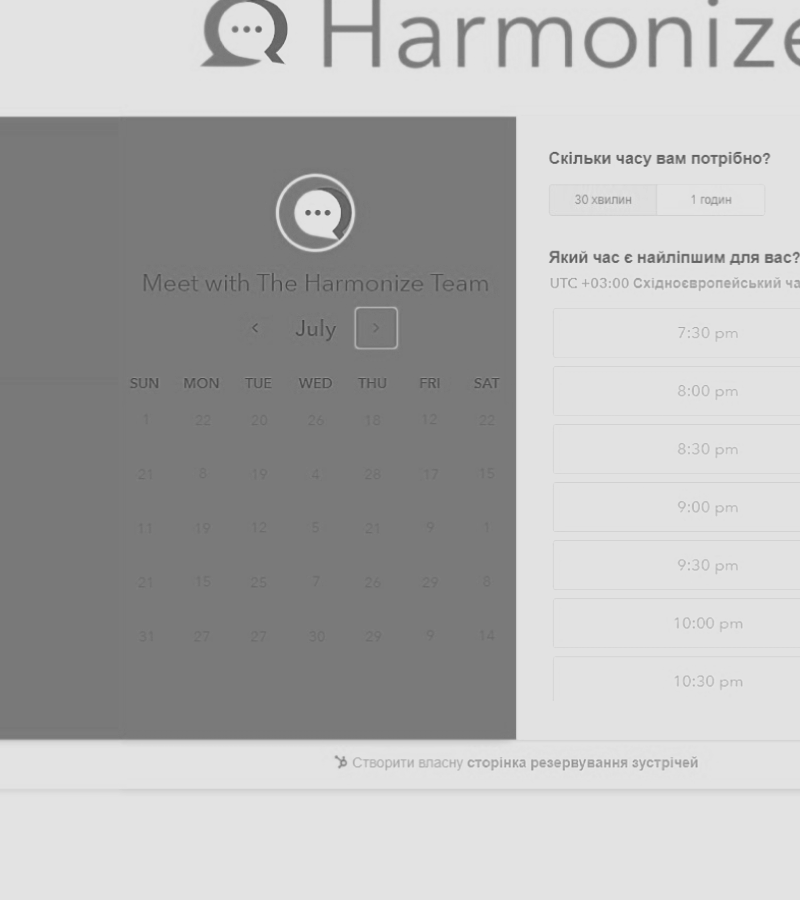 Harmonize
Meet with The Harmonize Team
July
SUN MON TUE WED THU FRI SAT
1 22 20 26 18 12 22
21 8 19 4 28 17 15
11 19 12 5 21 9 1
21 15 25 7 26 29 8
31 27 27 30 29 9 14
Скільки часу вам потрібно?
30 хвилин 1 годин
Який час є найліпшим для вас?
UTC +03:00 Східноєвропейський ча
7:30 pm
8:00 pm
8:30 pm
9:00 pm
9:30 pm
10:00 pm
10:30 pm
Створити власну сторінка резервування зустрічей